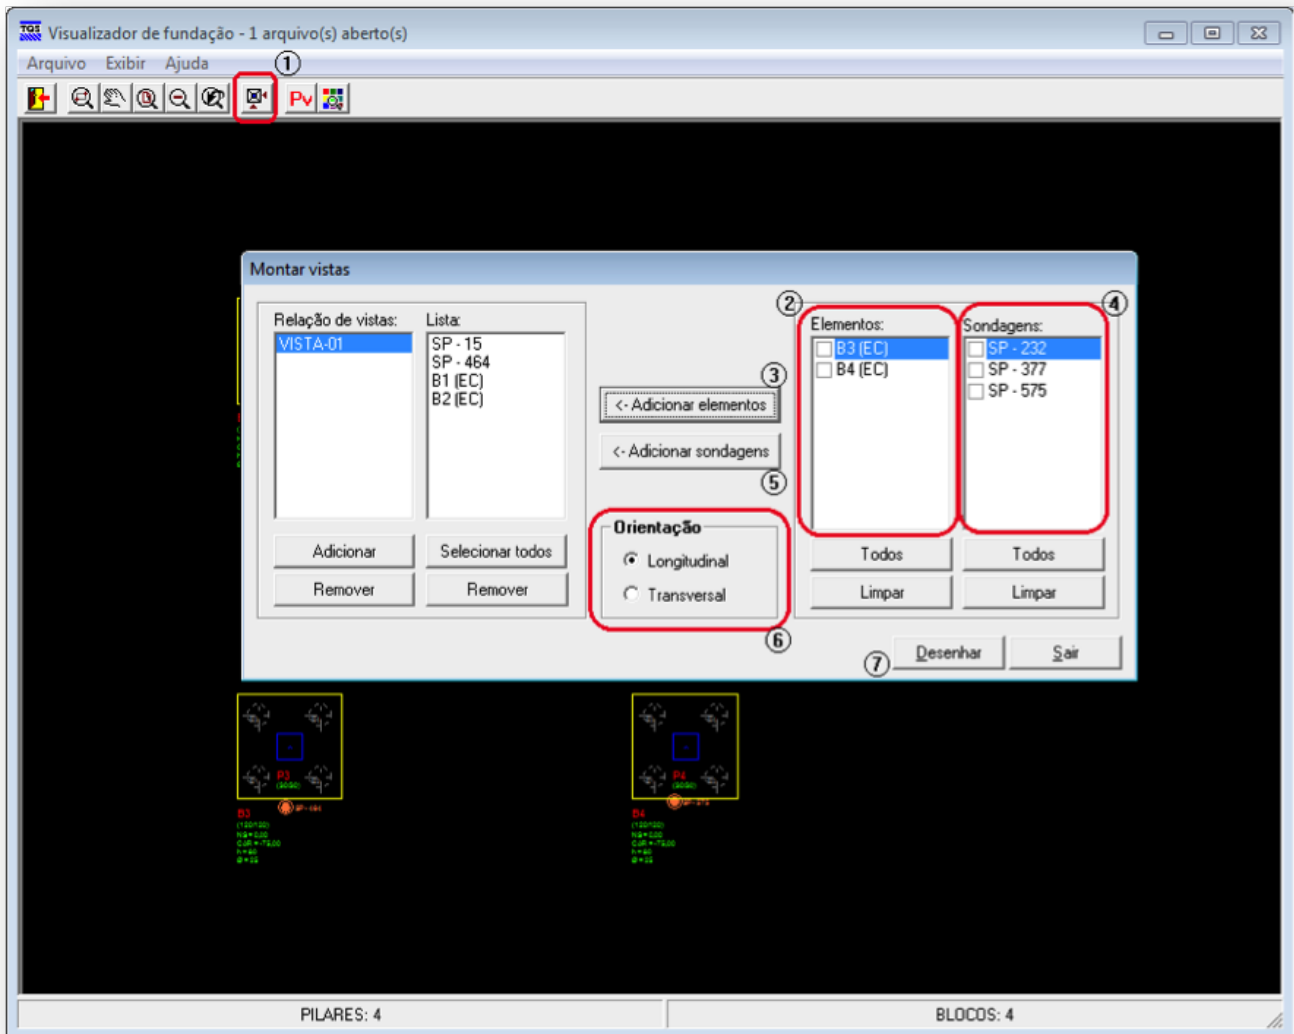 TQS Visualizador de fundação - 1 arquivo(s) aberto(s)
Arquivo Exibir Ajuda
1
Pv
Montar vistas
2
4
Relação de vistas:
VISTA-01
Lista:
SP - 15
SP - 464
B1 (EC)
B2 (EC)
Adicionar
Remover
Selecionar todos
Remover
3
<- Adicionar elementos
<- Adicionar sondagens
5
Orientação
Longitudinal
Transversal
6
Elementos:
B3 (EC)
B4 (EC)
Sondagens:
SP - 232
SP - 377
SP - 575
Todos
Limpar
Todos
Limpar
7
Desenhar
Sair
B3
B4
PILARES: 4
BLOCOS: 4